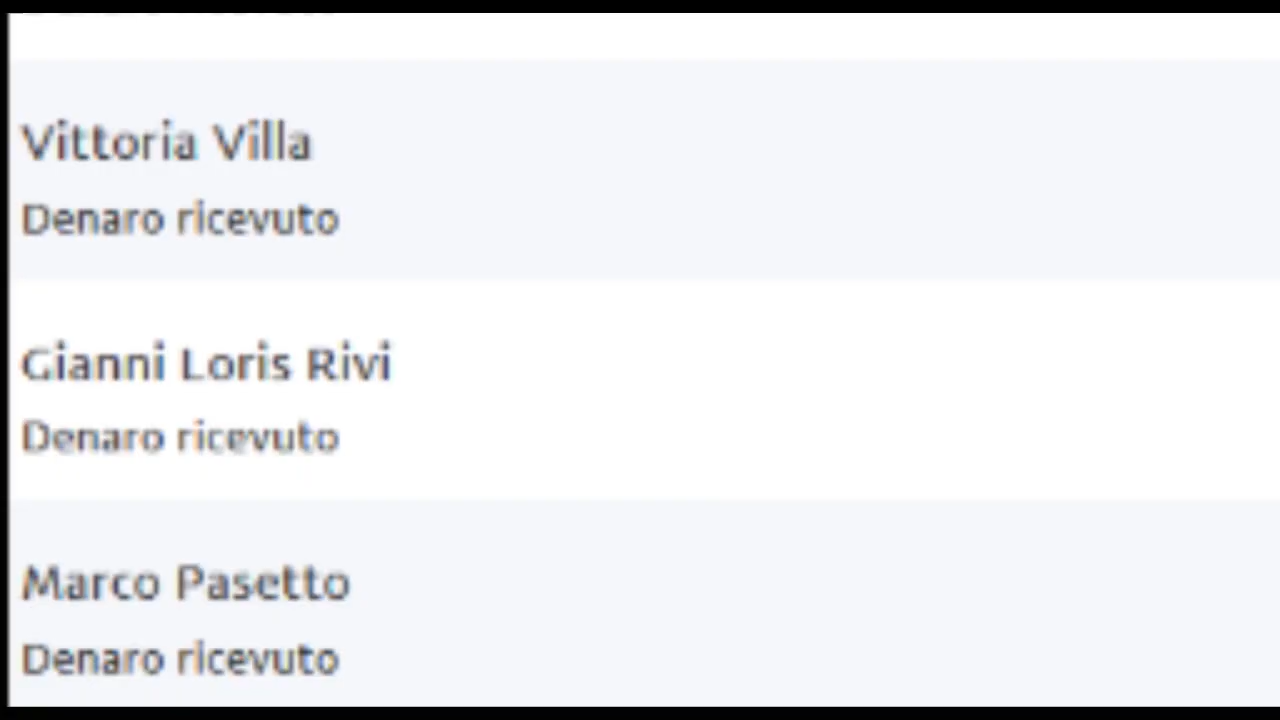 Vittoria Villa
Denaro ricevuto
Gianni Loris Rivi
Denaro ricevuto
Marco Pasetto
Denaro ricevuto